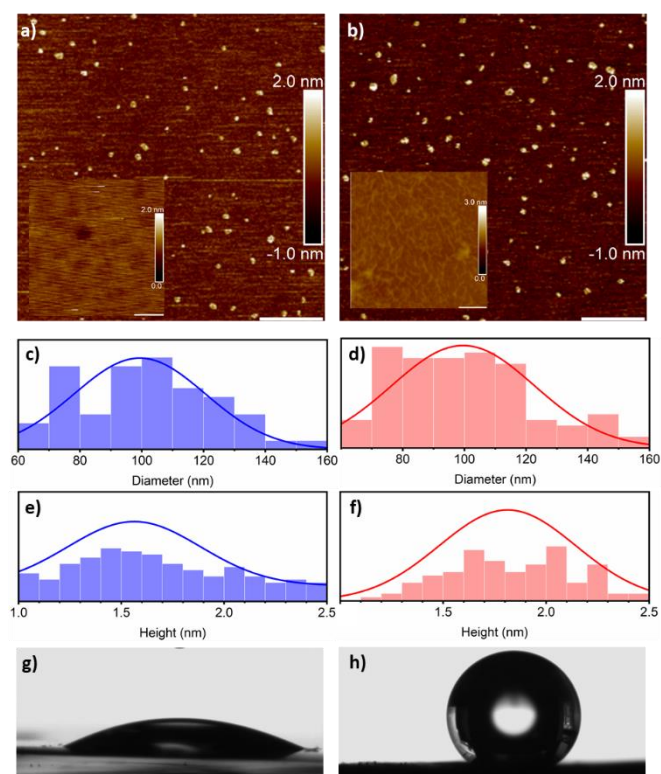 a)
2.0 nm
-1.0 nm
2.0 nm
0.0
b)
2.0 nm
-1.0 nm
3.0 nm
0.0
c)
60 80 100 120 140 160
Diameter (nm)
d)
80 100 120 140 160
Diameter (nm)
e)
1.0 1.5 2.0 2.5
Height (nm)
f)
1.5 2.0 2.5
Height (nm)
g)
h)